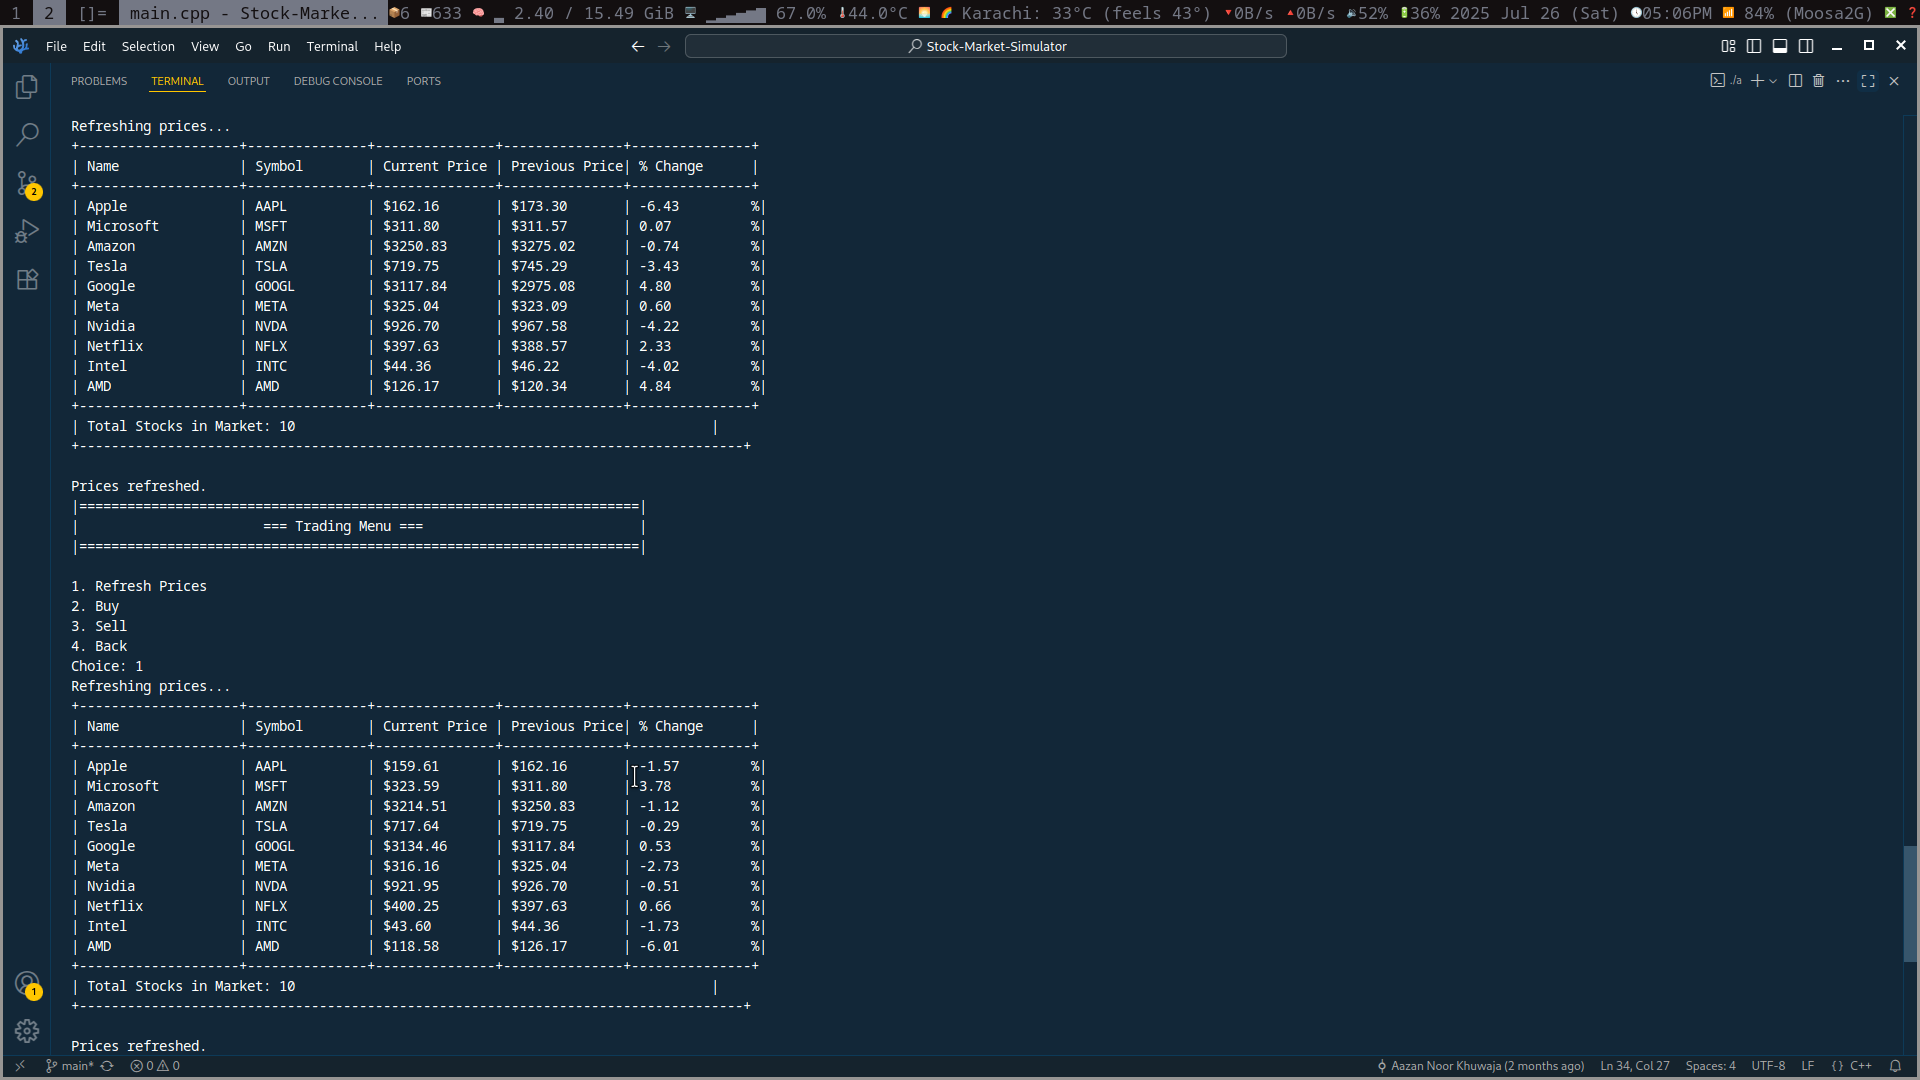 1 2 []= main.cpp - Stock-Marke... 6 633 2.40 / 15.49 GiB 67.0% 44.0°C Karachi: 33°C (feels 43°) 0B/s 0B/s 52% 36% 2025 Jul 26 (Sat) 05:06PM 84% (Moosa2G)
File Edit Selection View Go Run Terminal Help Stock-Market-Simulator
PROBLEMS TERMINAL OUTPUT DEBUG CONSOLE PORTS ./a
Refreshing prices...
+--------------------+---------------+---------------+---------------+---------------+
| Name               | Symbol        | Current Price | Previous Price| % Change      |
+--------------------+---------------+---------------+---------------+---------------+
| Apple              | AAPL          | $162.16       | $173.30       | -6.43         %|
| Microsoft          | MSFT          | $311.80       | $311.57       | 0.07          %|
| Amazon             | AMZN          | $3250.83      | $3275.02      | -0.74         %|
| Tesla              | TSLA          | $719.75       | $745.29       | -3.43         %|
| Google             | GOOGL         | $3117.84      | $2975.08      | 4.80          %|
| Meta               | META          | $325.04       | $323.09       | 0.60          %|
| Nvidia             | NVDA          | $926.70       | $967.58       | -4.22         %|
| Netflix            | NFLX          | $397.63       | $388.57       | 2.33          %|
| Intel              | INTC          | $44.36        | $46.22        | -4.02         %|
| AMD                | AMD           | $126.17       | $120.34       | 4.84          %|
+--------------------+---------------+---------------+---------------+---------------+
| Total Stocks in Market: 10                                                    |
+-----------------------------------------------------------------------------------+
Prices refreshed.
|======================================================================|
|                       === Trading Menu ===                           |
|======================================================================|
1. Refresh Prices
2. Buy
3. Sell
4. Back
Choice: 1
Refreshing prices...
+--------------------+---------------+---------------+---------------+---------------+
| Name               | Symbol        | Current Price | Previous Price| % Change      |
+--------------------+---------------+---------------+---------------+---------------+
| Apple              | AAPL          | $159.61       | $162.16       | -1.57         %|
| Microsoft          | MSFT          | $323.59       | $311.80       | 3.78          %|
| Amazon             | AMZN          | $3214.51      | $3250.83      | -1.12         %|
| Tesla              | TSLA          | $717.64       | $719.75       | -0.29         %|
| Google             | GOOGL         | $3134.46      | $3117.84      | 0.53          %|
| Meta               | META          | $316.16       | $325.04       | -2.73         %|
| Nvidia             | NVDA          | $921.95       | $926.70       | -0.51         %|
| Netflix            | NFLX          | $400.25       | $397.63       | 0.66          %|
| Intel              | INTC          | $43.60        | $44.36        | -1.73         %|
| AMD                | AMD           | $118.58       | $126.17       | -6.01         %|
+--------------------+---------------+---------------+---------------+---------------+
| Total Stocks in Market: 10                                                    |
+-----------------------------------------------------------------------------------+
Prices refreshed.
2
1
main* 0 0 Aazan Noor Khuwaja (2 months ago) Ln 34, Col 27 Spaces: 4 UTF-8 LF {} C++